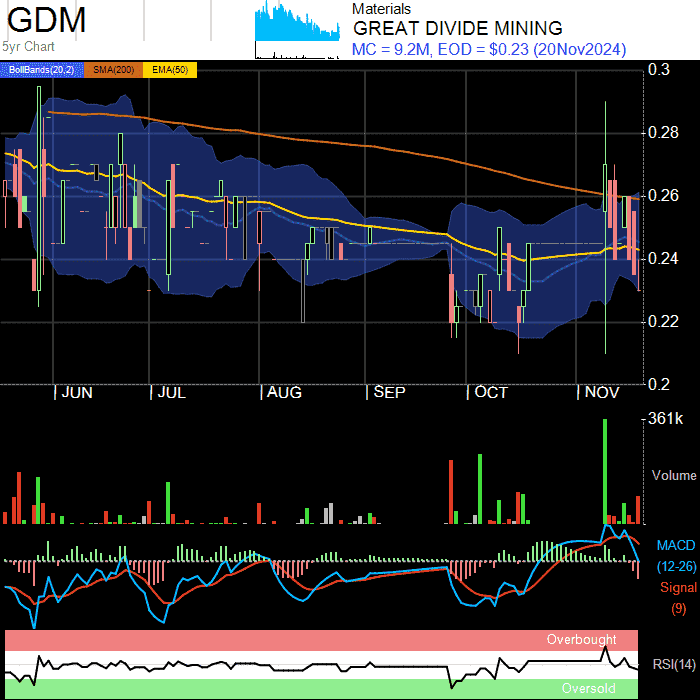 GDM
5yr Chart
Materials
GREAT DIVIDE MINING
MC = 9.2M, EOD = $0.23 (20Nov2024)
BollBands(20,2) SMA(200) EMA(50)
0.3
0.28
0.26
0.24
0.22
0.2
JUN JUL AUG SEP OCT NOV
361k
Volume
MACD
(12-26)
Signal
(9)
Overbought
RSI(14)
Oversold